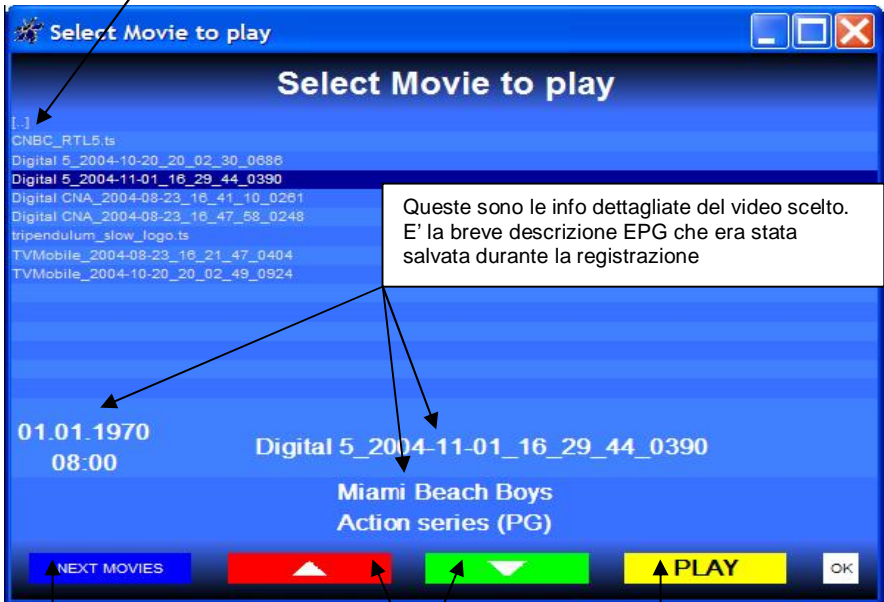 Select Movie to play
Select Movie to play
[..]
CNBC_RTL5.ts
Digital 5_2004-10-20_20_02_30_0686
Digital 5_2004-11-01_16_29_44_0390
Digital CNA_2004-08-23_16_41_10_0261
Digital CNA_2004-08-23_16_47_58_0248
tripendulum_slow_logo.ts
TVMobile_2004-08-23_16_21_47_0404
TVMobile_2004-10-20_20_02_49_0924
Queste sono le info dettagliate del video scelto.
E’ la breve descrizione EPG che era stata
salvata durante la registrazione
01.01.1970
08:00
Digital 5_2004-11-01_16_29_44_0390
Miami Beach Boys
Action series (PG)
NEXT MOVIES
PLAY
OK